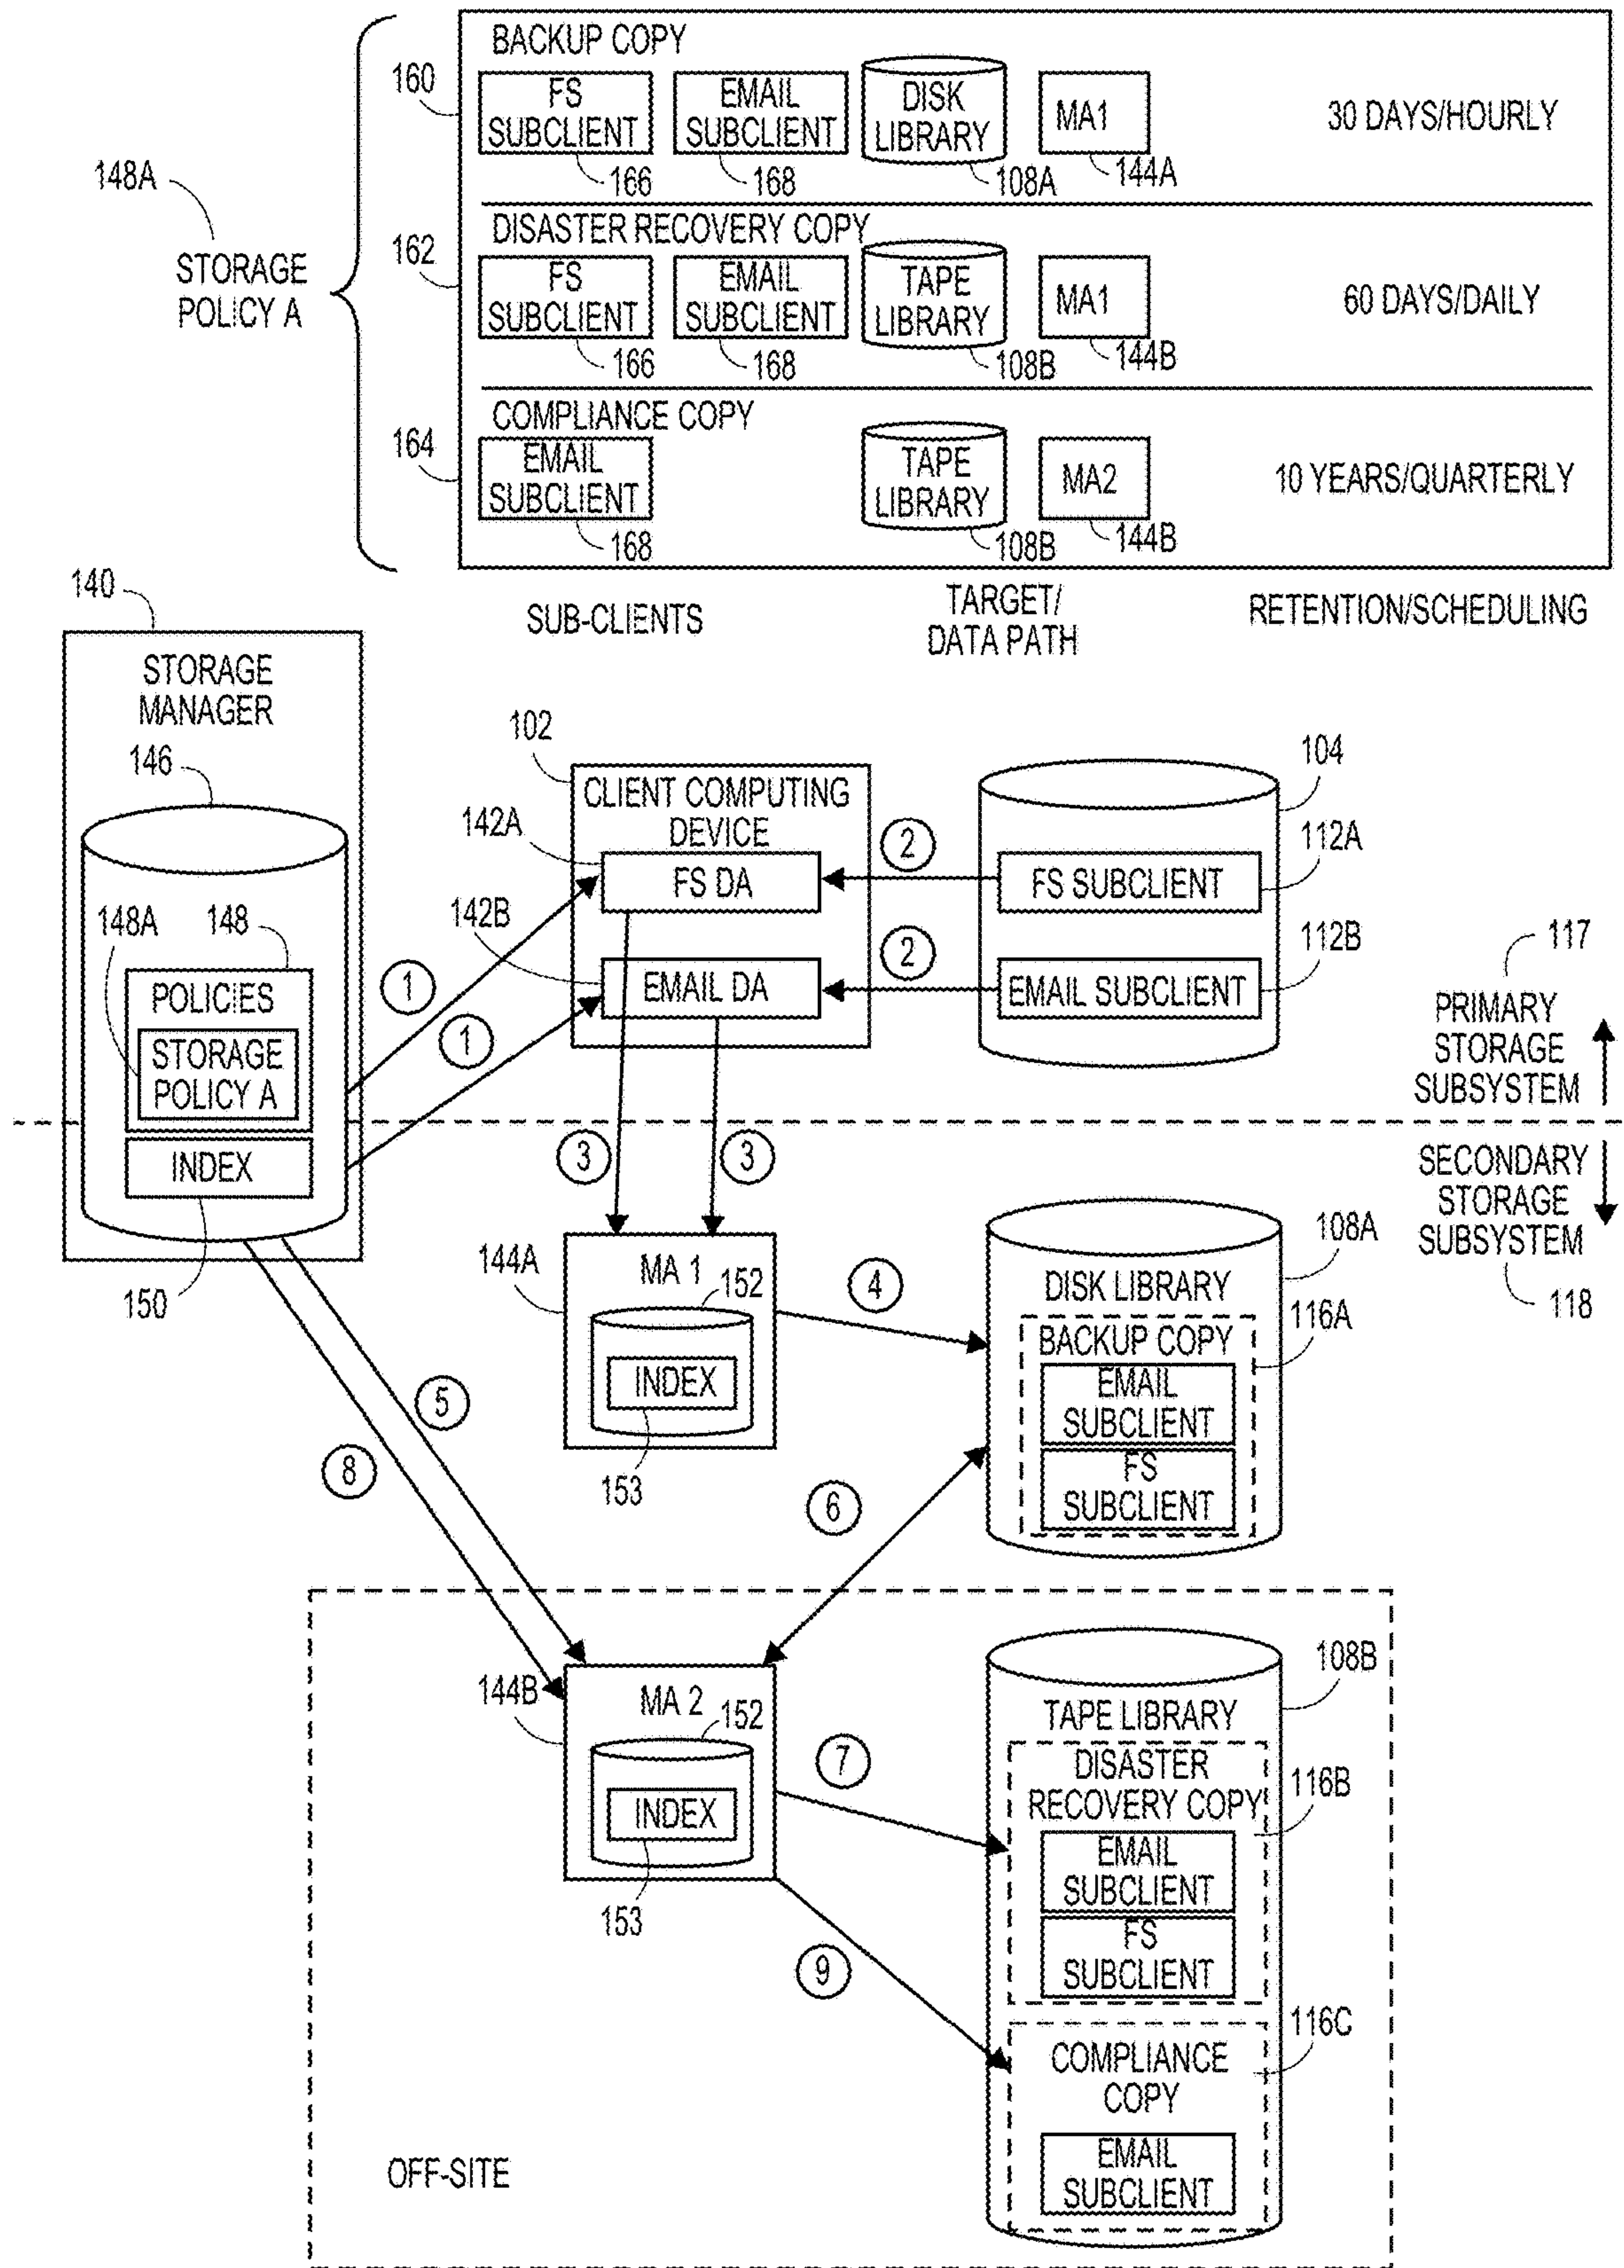 BACKUP COPY
160
FS
SUBCLIENT
166
EMAIL
SUBCLIENT
168
DISK
LIBRARY
108A
MA1
144A
30 DAYS/HOURLY
148A
STORAGE
POLICY A
DISASTER RECOVERY COPY
162
FS
SUBCLIENT
166
EMAIL
SUBCLIENT
168
TAPE
LIBRARY
108B
MA1
144B
60 DAYS/DAILY
COMPLIANCE COPY
164
EMAIL
SUBCLIENT
168
TAPE
LIBRARY
108B
MA2
144B
10 YEARS/QUARTERLY
SUB-CLIENTS
TARGET/
DATA PATH
RETENTION/SCHEDULING
140
STORAGE
MANAGER
146
148A
148
POLICIES
STORAGE
POLICY A
INDEX
150
102
CLIENT COMPUTING
DEVICE
142A
FS DA
142B
EMAIL DA
1
1
2
2
104
FS SUBCLIENT
112A
EMAIL SUBCLIENT
112B
117
PRIMARY
STORAGE
SUBSYSTEM
SECONDARY
STORAGE
SUBSYSTEM
118
3
3
144A
MA 1
152
INDEX
153
4
108A
DISK LIBRARY
BACKUP COPY
116A
EMAIL
SUBCLIENT
FS
SUBCLIENT
5
8
6
144B
MA 2
152
INDEX
153
7
9
108B
TAPE LIBRARY
DISASTER
RECOVERY COPY
116B
EMAIL
SUBCLIENT
FS
SUBCLIENT
116C
COMPLIANCE
COPY
EMAIL
SUBCLIENT
OFF-SITE